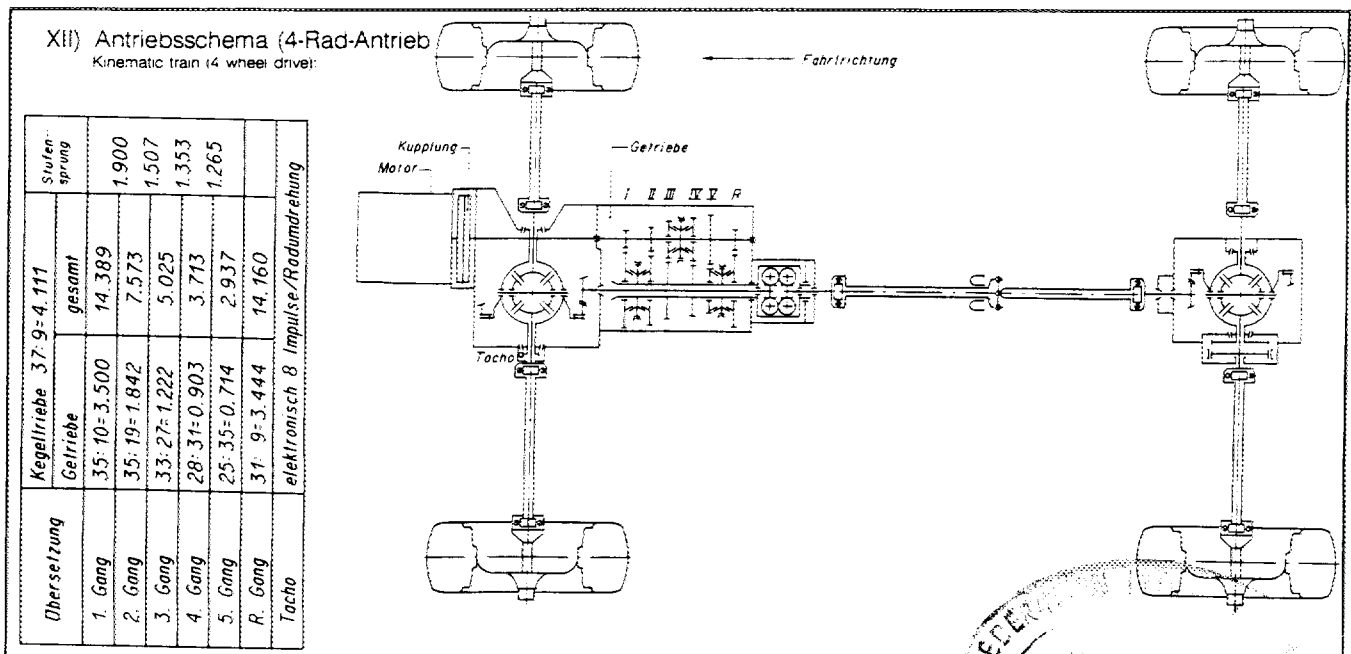 XII) Antriebsschema (4-Rad-Antrieb
Kinematic train (4 wheel drive):
Fahrtrichtung
Kupplung
Motor
Getriebe
I II III IV V R
Tacho
Übersetzung Kegeltriebe 37:9=4.111 Stufen-
Getriebe gesamt sprung
1. Gang 35:10=3.500 14.389
1.900
2. Gang 35:19=1.842 7.573
1.507
3. Gang 33:27=1.222 5.025
1.353
4. Gang 28:31=0.903 3.713
1.265
5. Gang 25:35=0.714 2.937
R. Gang 31: 9=3.444 14.160
Tacho elektronisch 8 Impulse/Radumdrehung